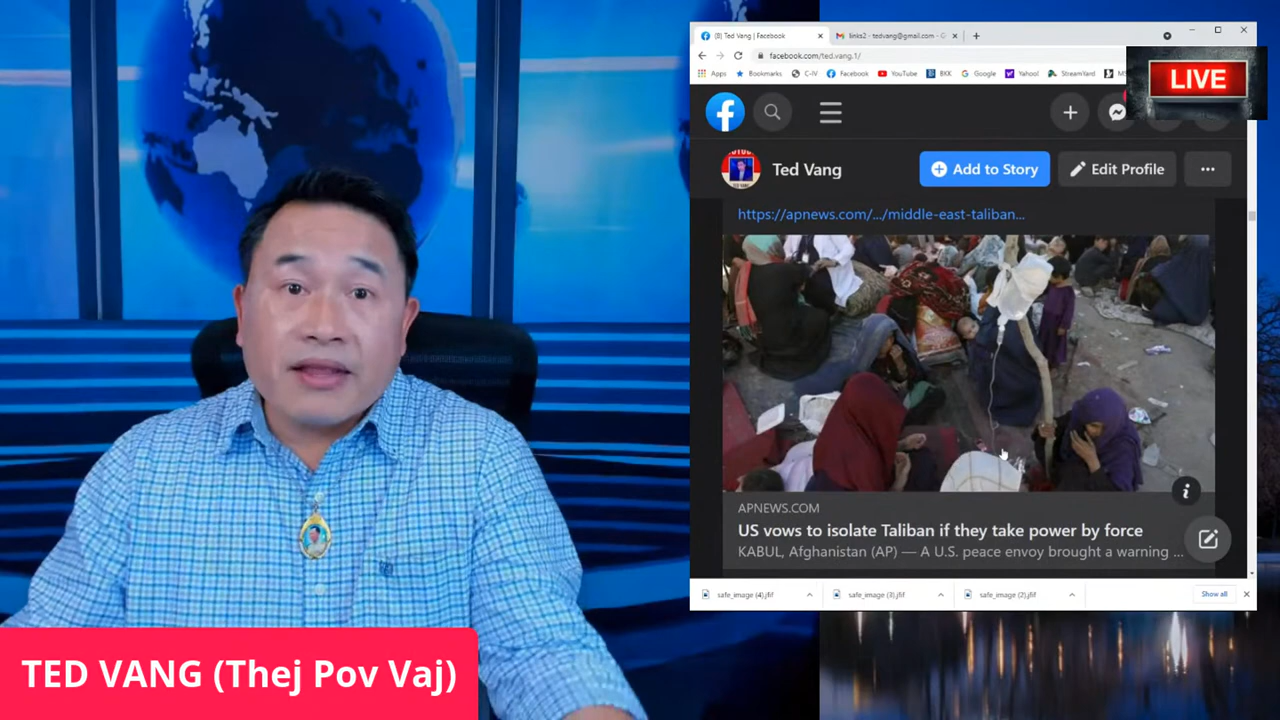 (8) Ted Vang | Facebook
links2 - tedvang@gmail.com - G
facebook.com/ted.vang.1/
Apps
Bookmarks
C-IV
Facebook
YouTube
BKK
Google
Yahoo!
StreamYard
LIVE
Ted Vang
Add to Story
Edit Profile
https://apnews.com/.../middle-east-taliban...
APNEWS.COM
US vows to isolate Taliban if they take power by force
KABUL, Afghanistan (AP) — A U.S. peace envoy brought a warning ...
safe_image (4).jfif
safe_image (3).jfif
safe_image (2).jfif
Show all
TED VANG (Thej Pov Vaj)